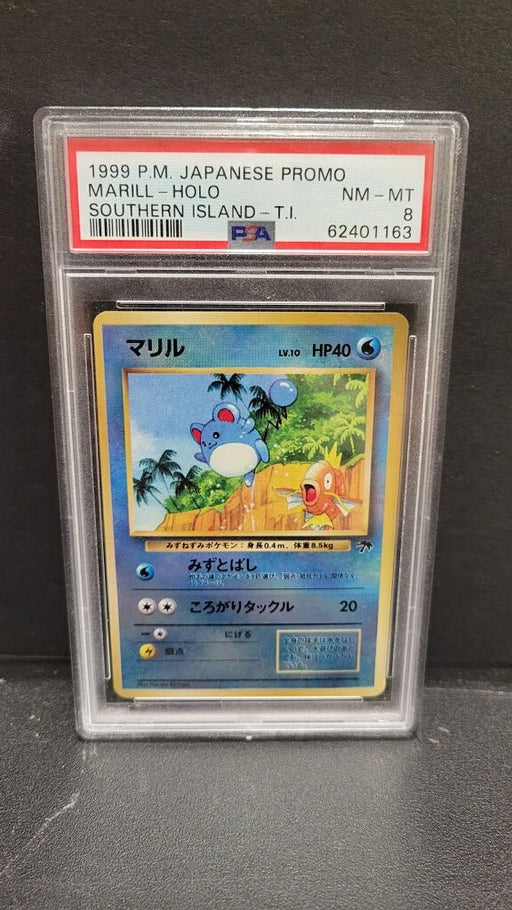 1999 P.M. JAPANESE PROMO
MARILL-HOLO NM-MT
SOUTHERN ISLAND-T.I. 8
PSA 62401163
マリル LV.10 HP40
みずねずみポケモン：身長0.4m、体重8.5kg
みずとばし
ころがりタックル 20
にげる
弱点